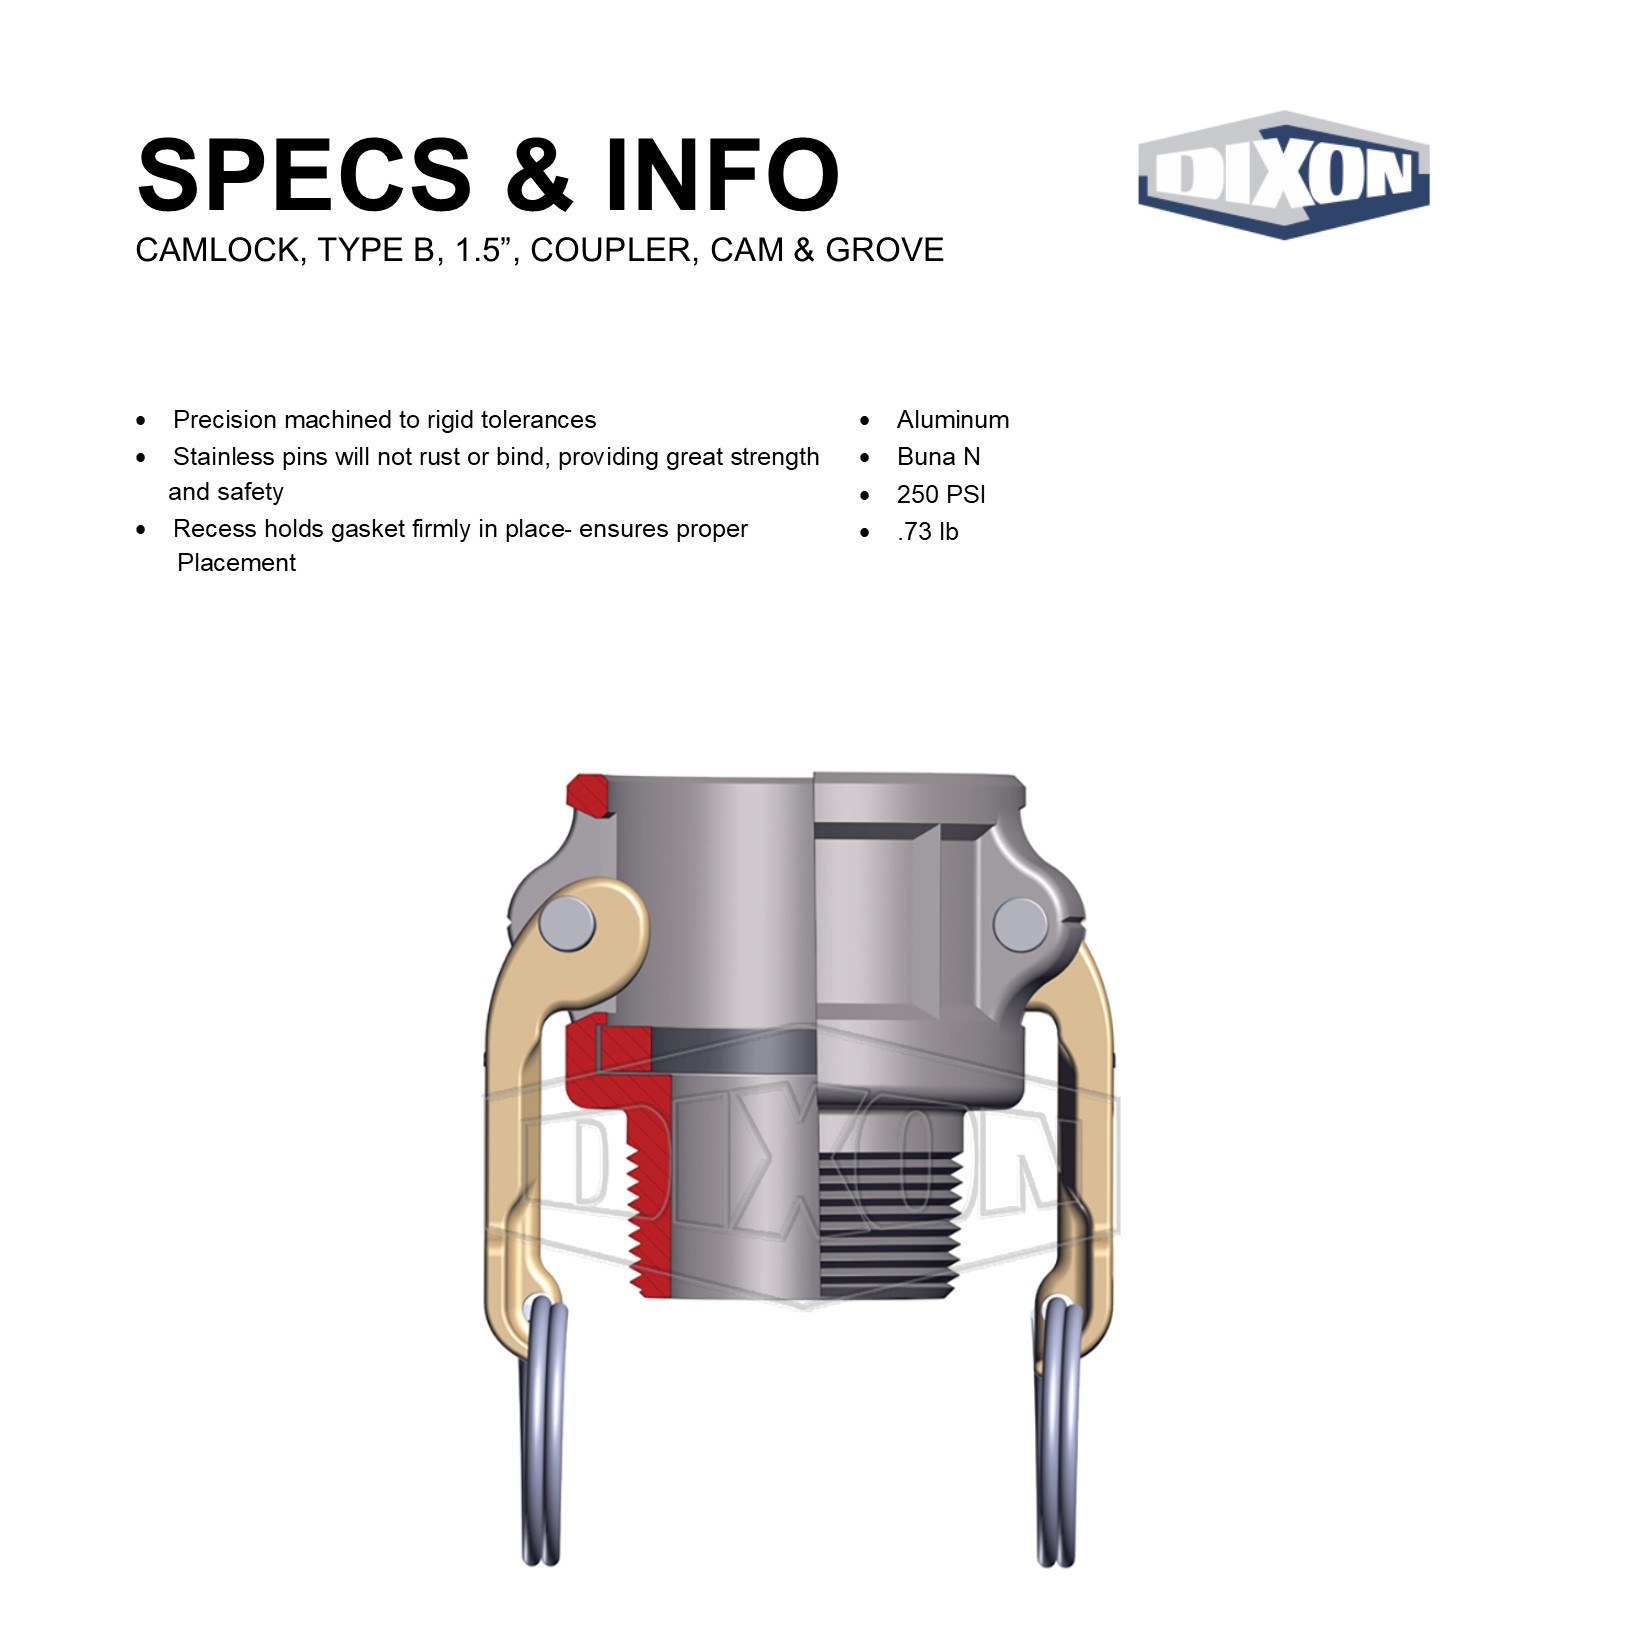 SPECS & INFO
DIXON
CAMLOCK, TYPE B, 1.5”, COUPLER, CAM & GROVE
• Precision machined to rigid tolerances
• Stainless pins will not rust or bind, providing great strength
and safety
• Recess holds gasket firmly in place- ensures proper
Placement
• Aluminum
• Buna N
• 250 PSI
• .73 lb
DIXON